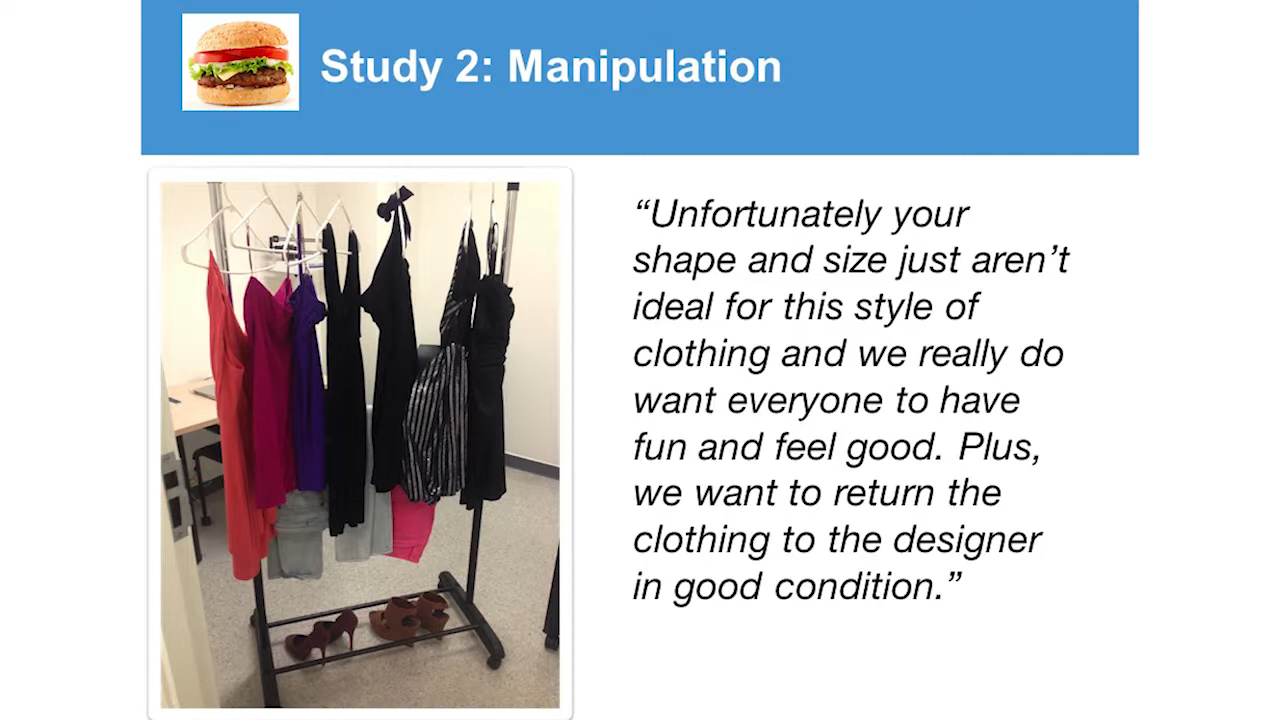 Study 2: Manipulation
“Unfortunately your
shape and size just aren’t
ideal for this style of
clothing and we really do
want everyone to have
fun and feel good. Plus,
we want to return the
clothing to the designer
in good condition.”